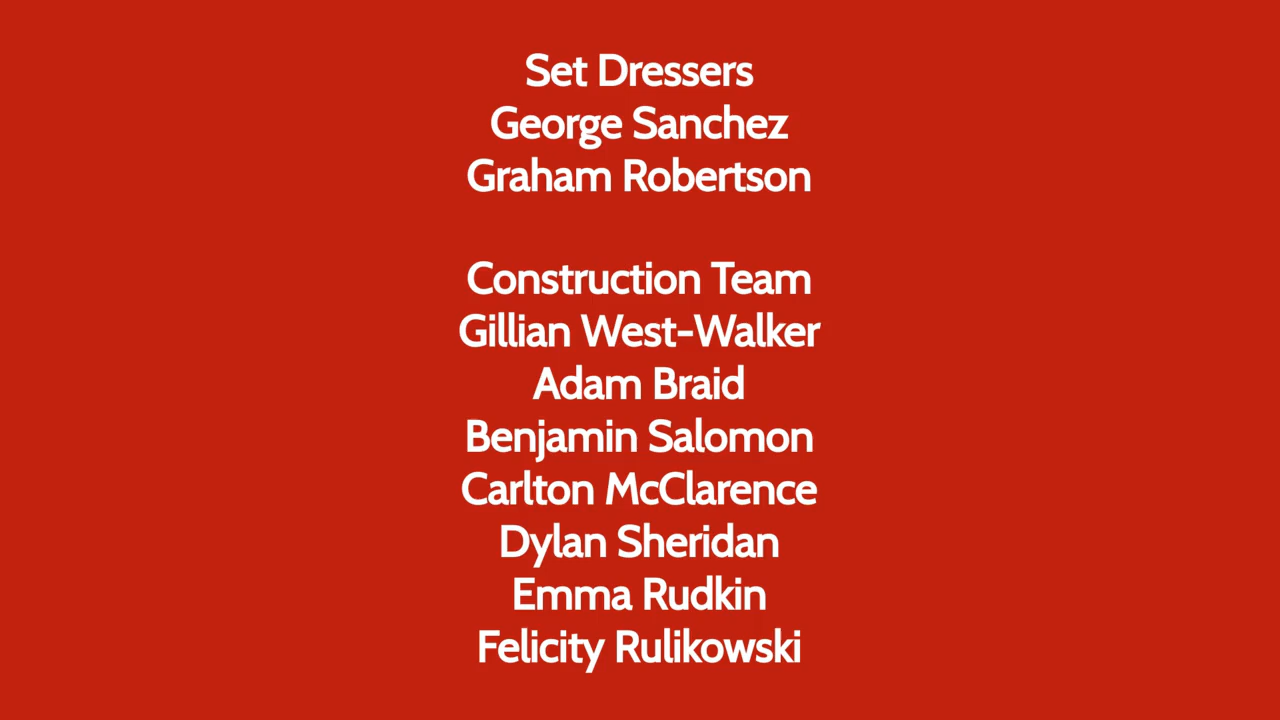 Set Dressers
George Sanchez
Graham Robertson
Construction Team
Gillian West-Walker
Adam Braid
Benjamin Salomon
Carlton McClarence
Dylan Sheridan
Emma Rudkin
Felicity Rulikowski